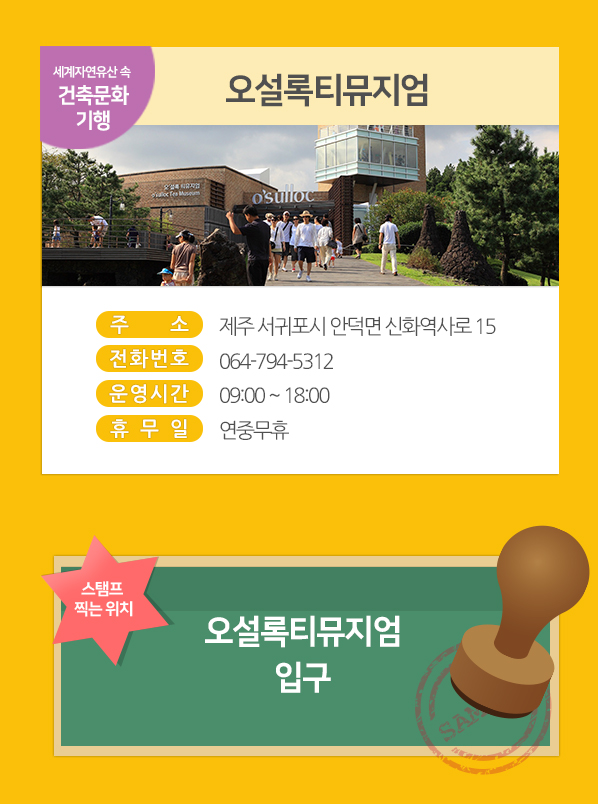 세계자연유산 속
건축문화
기행
오설록티뮤지엄
오'설록 티뮤지엄
o'sulloc Tea Museum
o'sulloc
주 소 제주 서귀포시 안덕면 신화역사로 15
전화번호 064-794-5312
운영시간 09:00 ~ 18:00
휴 무 일 연중무휴
스탬프
찍는 위치
오설록티뮤지엄
입구